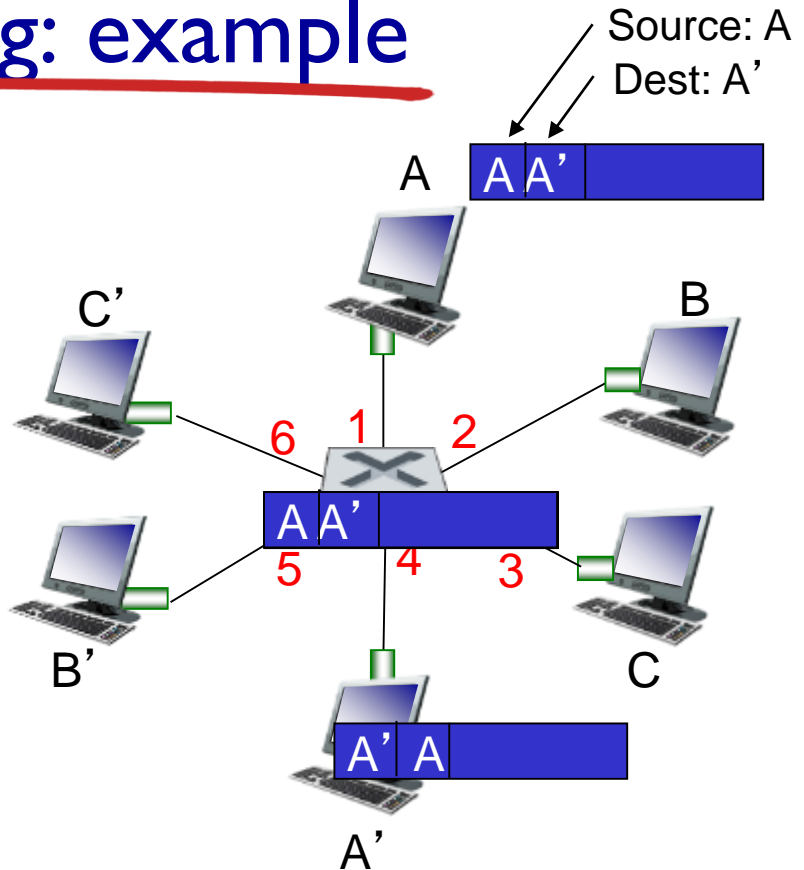 g: example
Source: A
Dest: A’
A
A A’
C’
B
6
1
2
A A’
5
4
3
B’
C
A’ A
A’